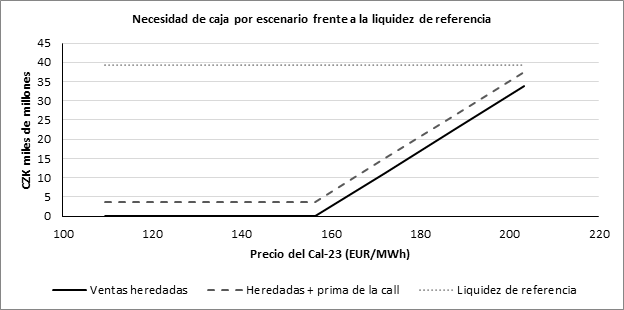 Necesidad de caja por escenario frente a la liquidez de referencia
45
40
35
30
25
20
15
10
5
0
CZK miles de millones
100 120 140 160 180 200 220
Precio del Cal-23 (EUR/MWh)
Ventas heredadas Heredadas + prima de la call Liquidez de referencia